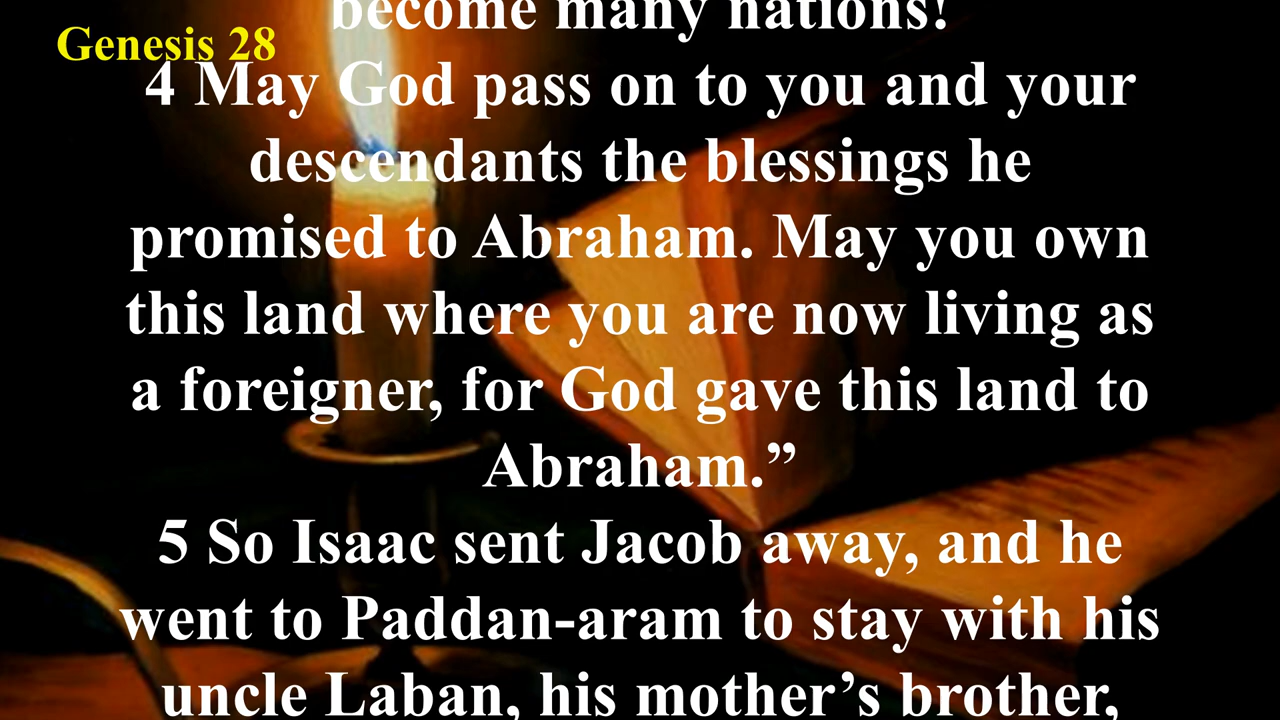 become many nations!
Genesis 28
4 May God pass on to you and your
descendants the blessings he
promised to Abraham. May you own
this land where you are now living as
a foreigner, for God gave this land to
Abraham.”
5 So Isaac sent Jacob away, and he
went to Paddan-aram to stay with his
uncle Laban, his mother’s brother,